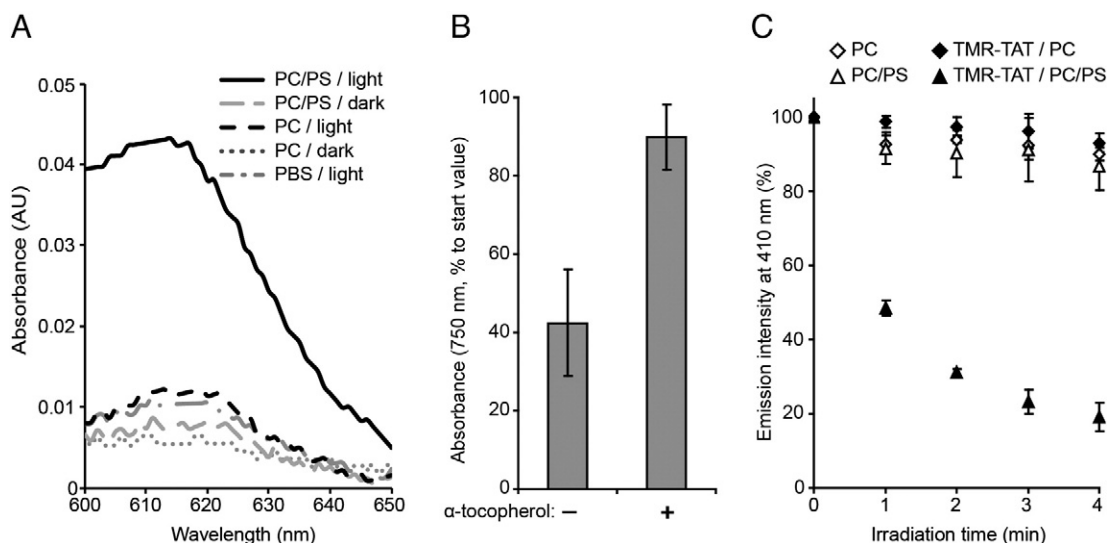 A
Absorbance (AU)
0.05
0.04
0.03
0.02
0.01
0
600 610 620 630 640 650
Wavelength (nm)
PC/PS / light
PC/PS / dark
PC / light
PC / dark
PBS / light
B
Absorbance (750 nm, % to start value)
100
80
60
40
20
0
α-tocopherol: – +
C
PC TMR-TAT / PC
PC/PS TMR-TAT / PC/PS
Emission intensity at 410 nm (%)
100
80
60
40
20
0
0 1 2 3 4
Irradiation time (min)